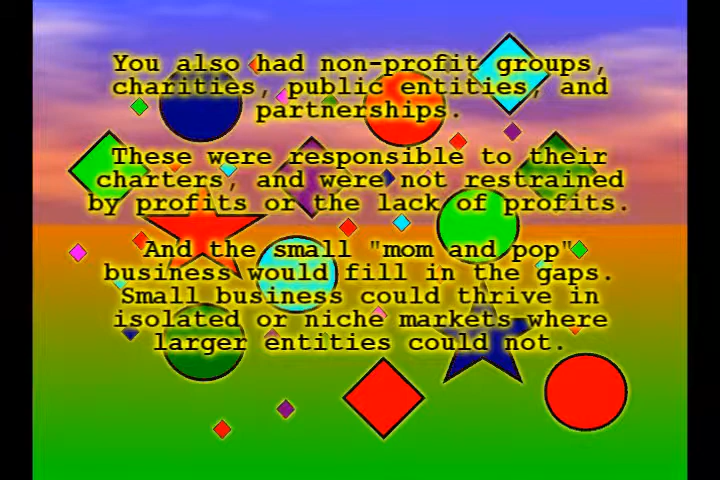 You also had non-profit groups,
charities, public entities, and
partnerships.
These were responsible to their
charters, and were not restrained
by profits or the lack of profits.
And the small "mom and pop"
business would fill in the gaps.
Small business could thrive in
isolated or niche markets where
larger entities could not.